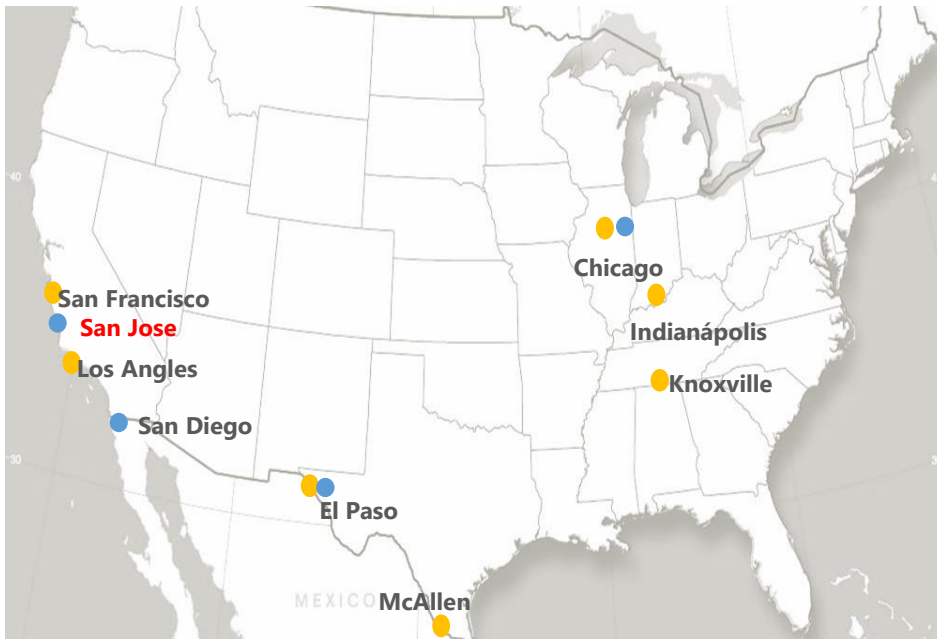 40
Chicago
San Francisco
San Jose
Indianápolis
Los Angles
Knoxville
San Diego
30
El Paso
MEXICO
McAllen